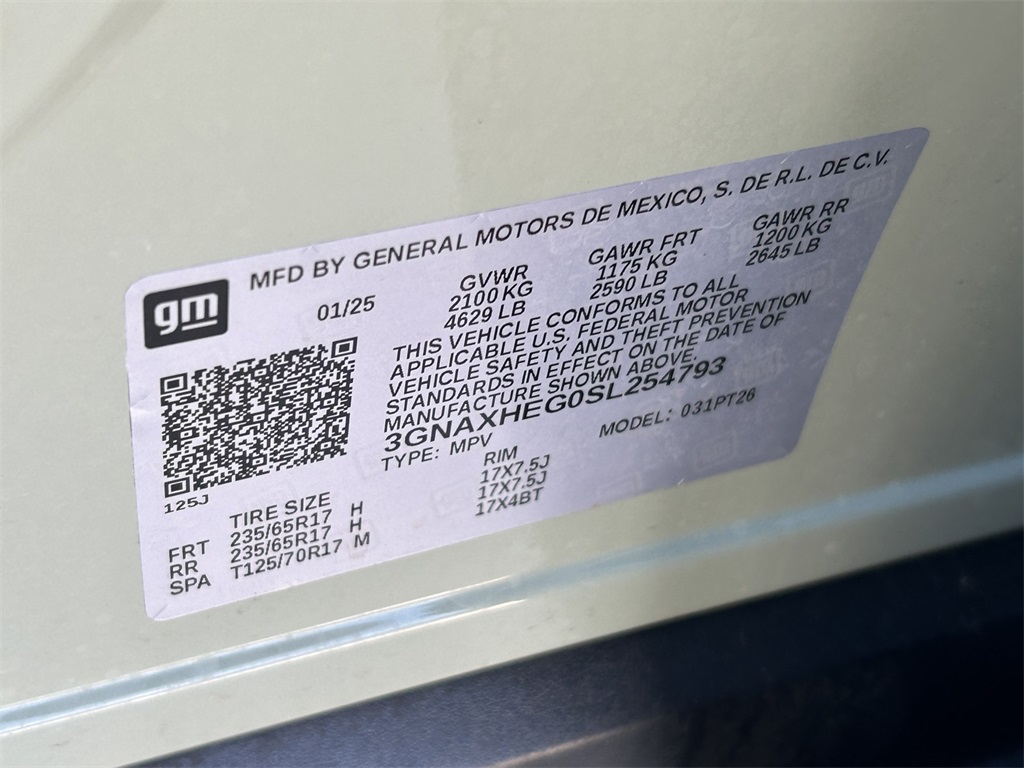 MFD BY GENERAL MOTORS DE MEXICO, S. DE R.L. DE C.V.
gm
01/25
GVWR
2100 KG
4629 LB
GAWR FRT
1175 KG
2590 LB
GAWR RR
1200 KG
2645 LB
THIS VEHICLE CONFORMS TO ALL
APPLICABLE U.S. FEDERAL MOTOR
VEHICLE SAFETY AND THEFT PREVENTION
STANDARDS IN EFFECT ON THE DATE OF
MANUFACTURE SHOWN ABOVE.
3GNAXHEG0SL254793
TYPE: MPV
MODEL: 031PT26
125J
TIRE SIZE
RIM
FRT 235/65R17 H 17X7.5J
RR 235/65R17 H 17X7.5J
SPA T125/70R17 M 17X4BT